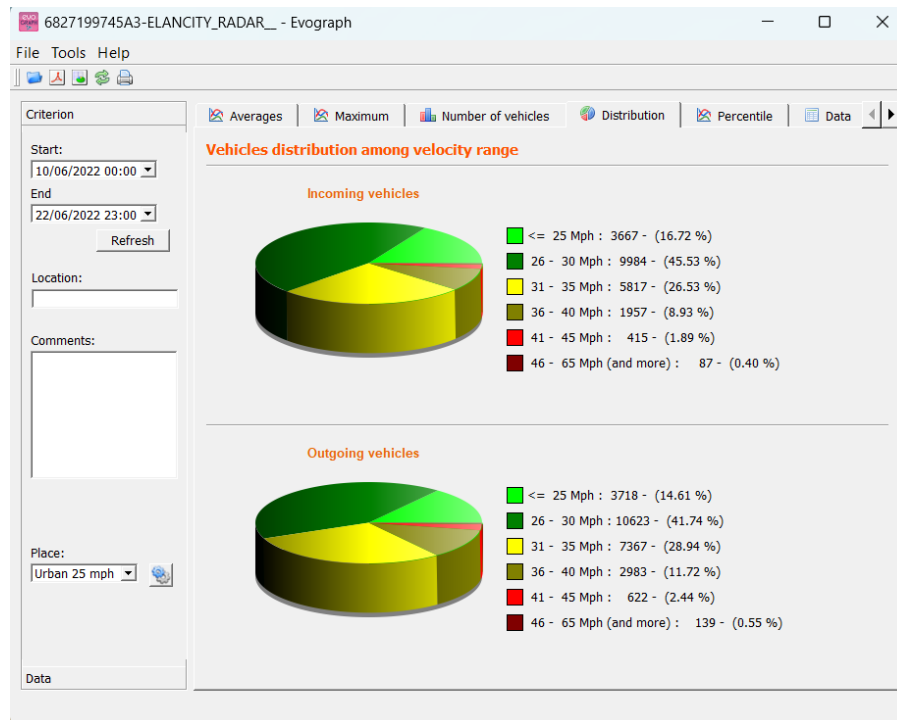 6827199745A3-ELANCITY_RADAR__ - Evograph
File Tools Help
Criterion
Averages Maximum Number of vehicles Distribution Percentile Data
Start:
10/06/2022 00:00
End
22/06/2022 23:00
Refresh
Location:
Comments:
Place:
Urban 25 mph
Data
Vehicles distribution among velocity range
Incoming vehicles
<= 25 Mph : 3667 - (16.72 %)
26 - 30 Mph : 9984 - (45.53 %)
31 - 35 Mph : 5817 - (26.53 %)
36 - 40 Mph : 1957 - (8.93 %)
41 - 45 Mph : 415 - (1.89 %)
46 - 65 Mph (and more) : 87 - (0.40 %)
Outgoing vehicles
<= 25 Mph : 3718 - (14.61 %)
26 - 30 Mph : 10623 - (41.74 %)
31 - 35 Mph : 7367 - (28.94 %)
36 - 40 Mph : 2983 - (11.72 %)
41 - 45 Mph : 622 - (2.44 %)
46 - 65 Mph (and more) : 139 - (0.55 %)